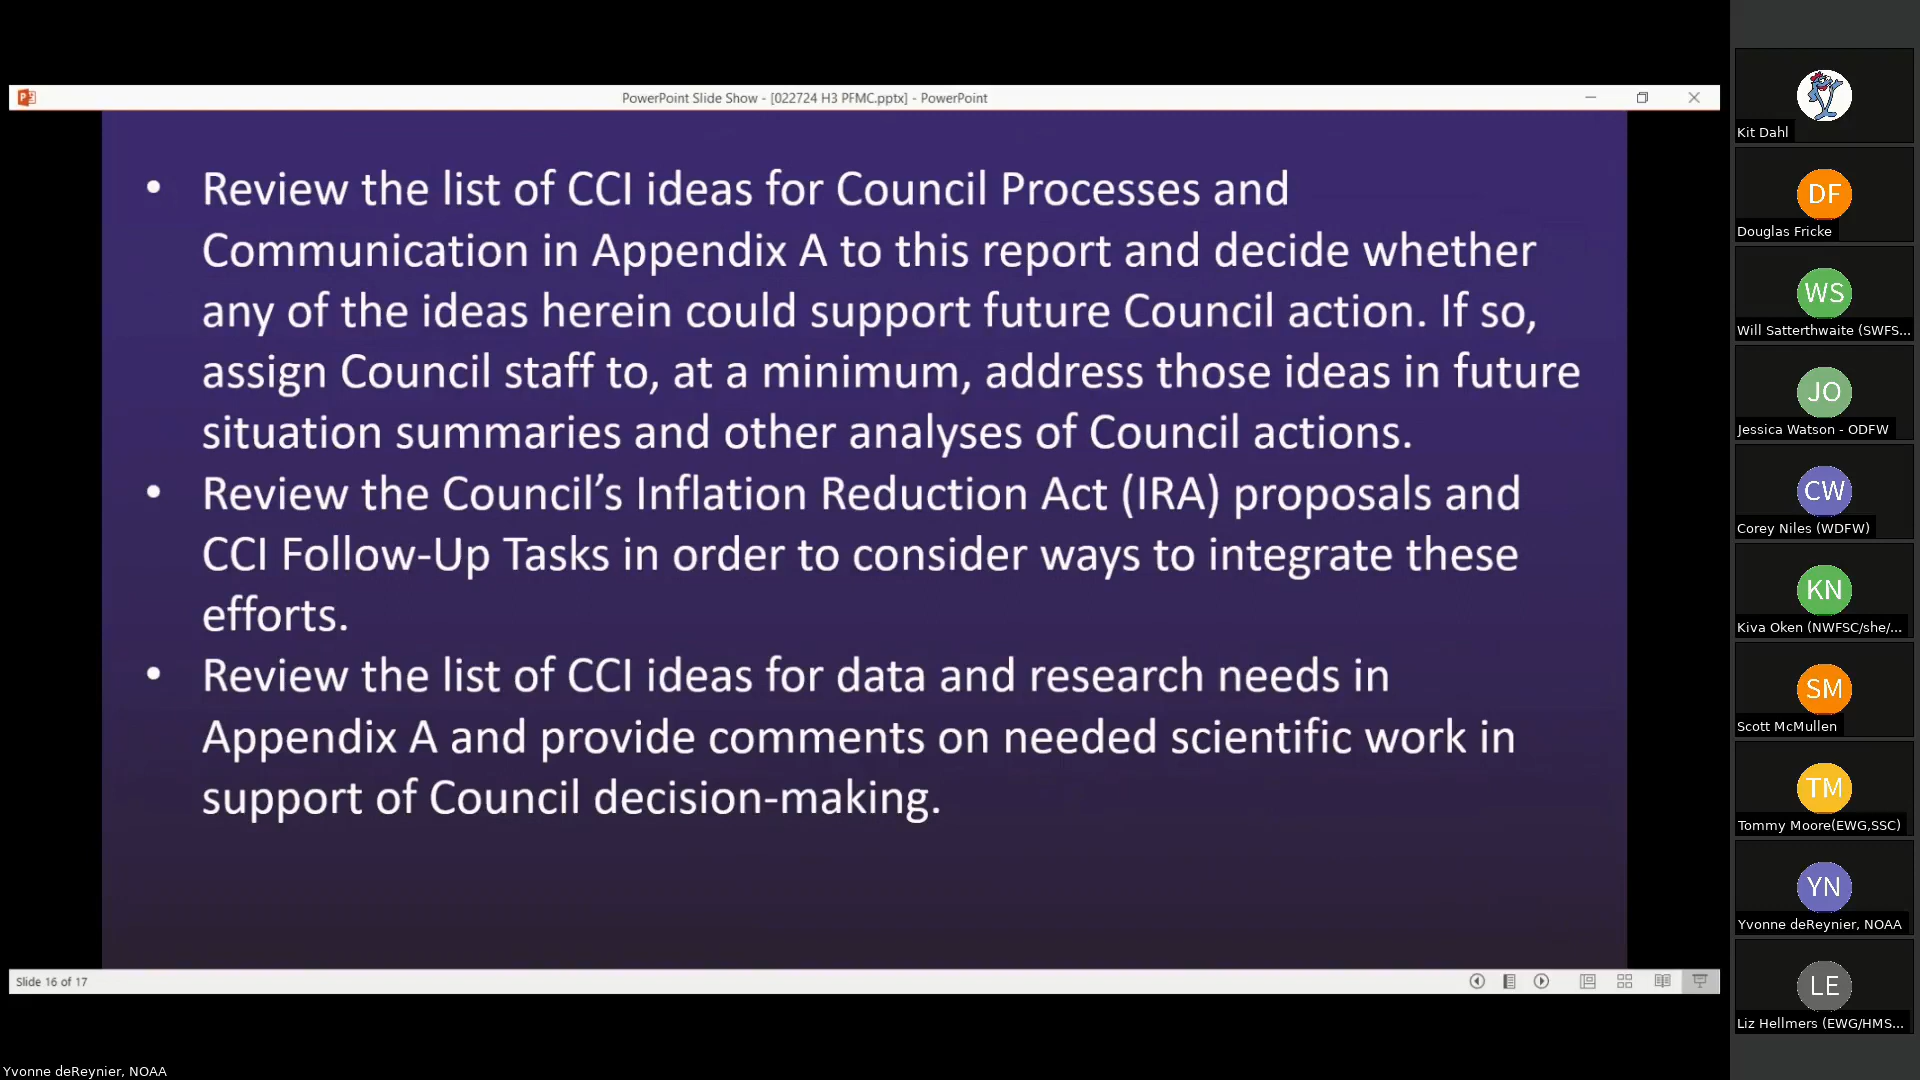 PowerPoint Slide Show - [022724 H3 PFMC.pptx] - PowerPoint
• Review the list of CCI ideas for Council Processes and
Communication in Appendix A to this report and decide whether
any of the ideas herein could support future Council action. If so,
assign Council staff to, at a minimum, address those ideas in future
situation summaries and other analyses of Council actions.
• Review the Council’s Inflation Reduction Act (IRA) proposals and
CCI Follow-Up Tasks in order to consider ways to integrate these
efforts.
• Review the list of CCI ideas for data and research needs in
Appendix A and provide comments on needed scientific work in
support of Council decision-making.
Slide 16 of 17
Yvonne deReynier, NOAA
Kit Dahl
DF
Douglas Fricke
WS
Will Satterthwaite (SWFS...
JO
Jessica Watson - ODFW
CW
Corey Niles (WDFW)
KN
Kiva Oken (NWFSC/she/...
SM
Scott McMullen
TM
Tommy Moore(EWG,SSC)
YN
Yvonne deReynier, NOAA
LE
Liz Hellmers (EWG/HMS...